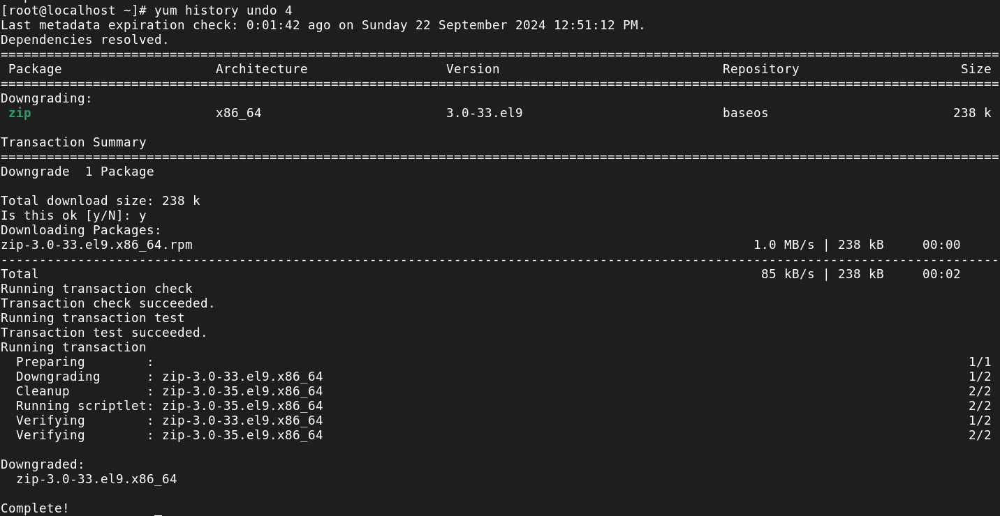 [root@localhost ~]# yum history undo 4
Last metadata expiration check: 0:01:42 ago on Sunday 22 September 2024 12:51:12 PM.
Dependencies resolved.
==================================================================================================================================
 Package                    Architecture                  Version                             Repository                     Size
==================================================================================================================================
Downgrading:
 zip                        x86_64                        3.0-33.el9                          baseos                        238 k

Transaction Summary
==================================================================================================================================
Downgrade  1 Package

Total download size: 238 k
Is this ok [y/N]: y
Downloading Packages:
zip-3.0-33.el9.x86_64.rpm                                                                         1.0 MB/s | 238 kB     00:00
----------------------------------------------------------------------------------------------------------------------------------
Total                                                                                              85 kB/s | 238 kB     00:02
Running transaction check
Transaction check succeeded.
Running transaction test
Transaction test succeeded.
Running transaction
  Preparing        :                                                                                                          1/1
  Downgrading      : zip-3.0-33.el9.x86_64                                                                                    1/2
  Cleanup          : zip-3.0-35.el9.x86_64                                                                                    2/2
  Running scriptlet: zip-3.0-35.el9.x86_64                                                                                    2/2
  Verifying        : zip-3.0-33.el9.x86_64                                                                                    1/2
  Verifying        : zip-3.0-35.el9.x86_64                                                                                    2/2

Downgraded:
  zip-3.0-33.el9.x86_64

Complete!